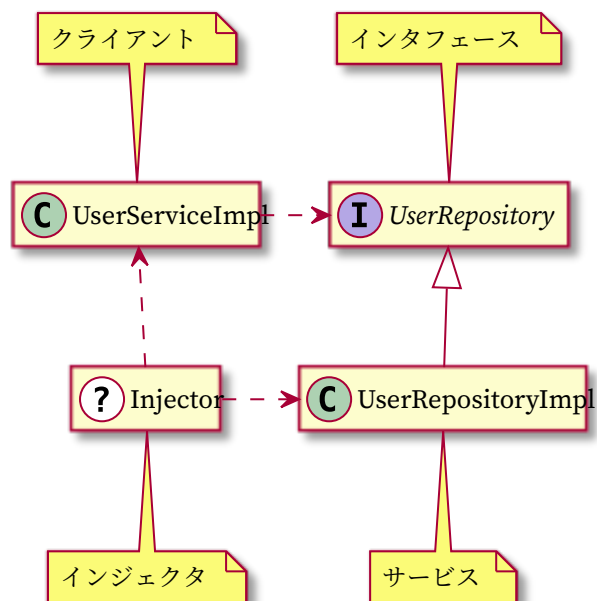 クライアント
インタフェース
C UserServiceImpl
I UserRepository
? Injector
C UserRepositoryImpl
インジェクタ
サービス